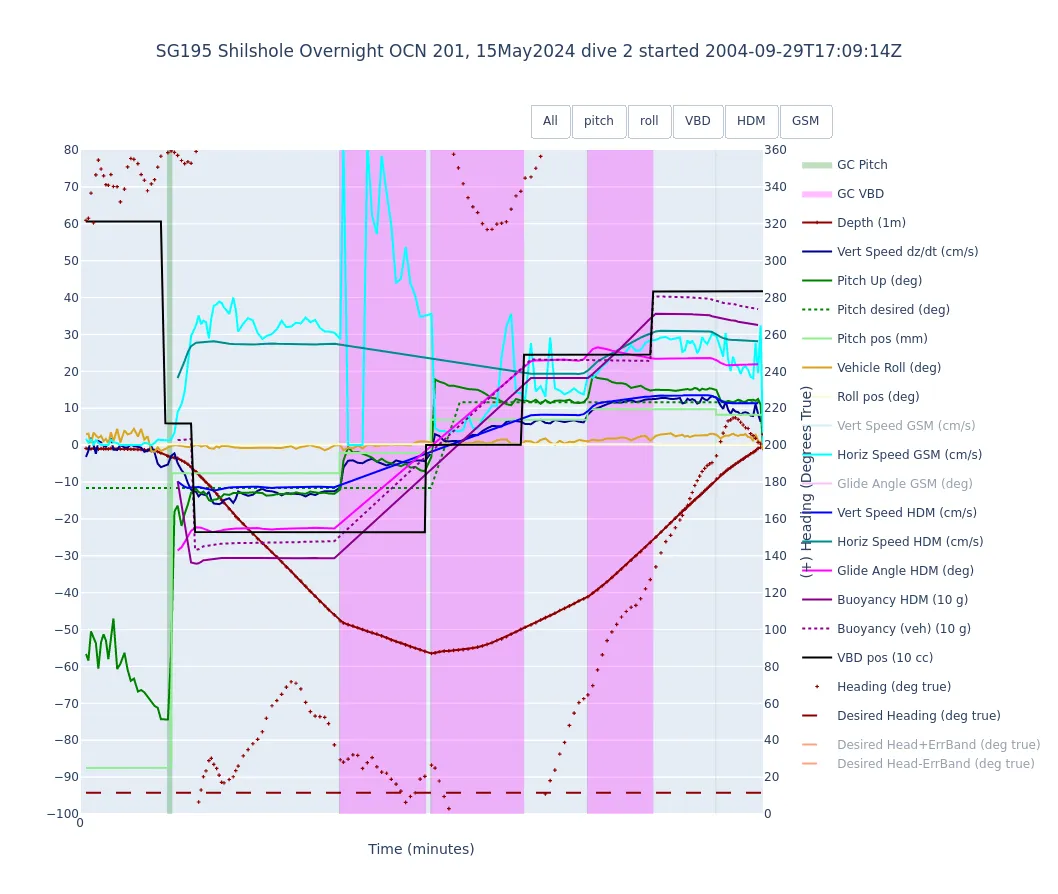 SG195 Shilshole Overnight OCN 201, 15May2024 dive 2 started 2004-09-29T17:09:14Z
All pitch roll VBD HDM GSM
80
70
60
50
40
30
20
10
0
−10
−20
−30
−40
−50
−60
−70
−80
−90
−100
0
Time (minutes)
360
340
320
300
280
260
240
220
200
180
160
140
120
100
80
60
40
20
0
(+) Heading (Degrees True)
GC Pitch
GC VBD
Depth (1m)
Vert Speed dz/dt (cm/s)
Pitch Up (deg)
Pitch desired (deg)
Pitch pos (mm)
Vehicle Roll (deg)
Roll pos (deg)
Vert Speed GSM (cm/s)
Horiz Speed GSM (cm/s)
Glide Angle GSM (deg)
Vert Speed HDM (cm/s)
Horiz Speed HDM (cm/s)
Glide Angle HDM (deg)
Buoyancy HDM (10 g)
Buoyancy (veh) (10 g)
VBD pos (10 cc)
Heading (deg true)
Desired Heading (deg true)
Desired Head+ErrBand (deg true)
Desired Head-ErrBand (deg true)